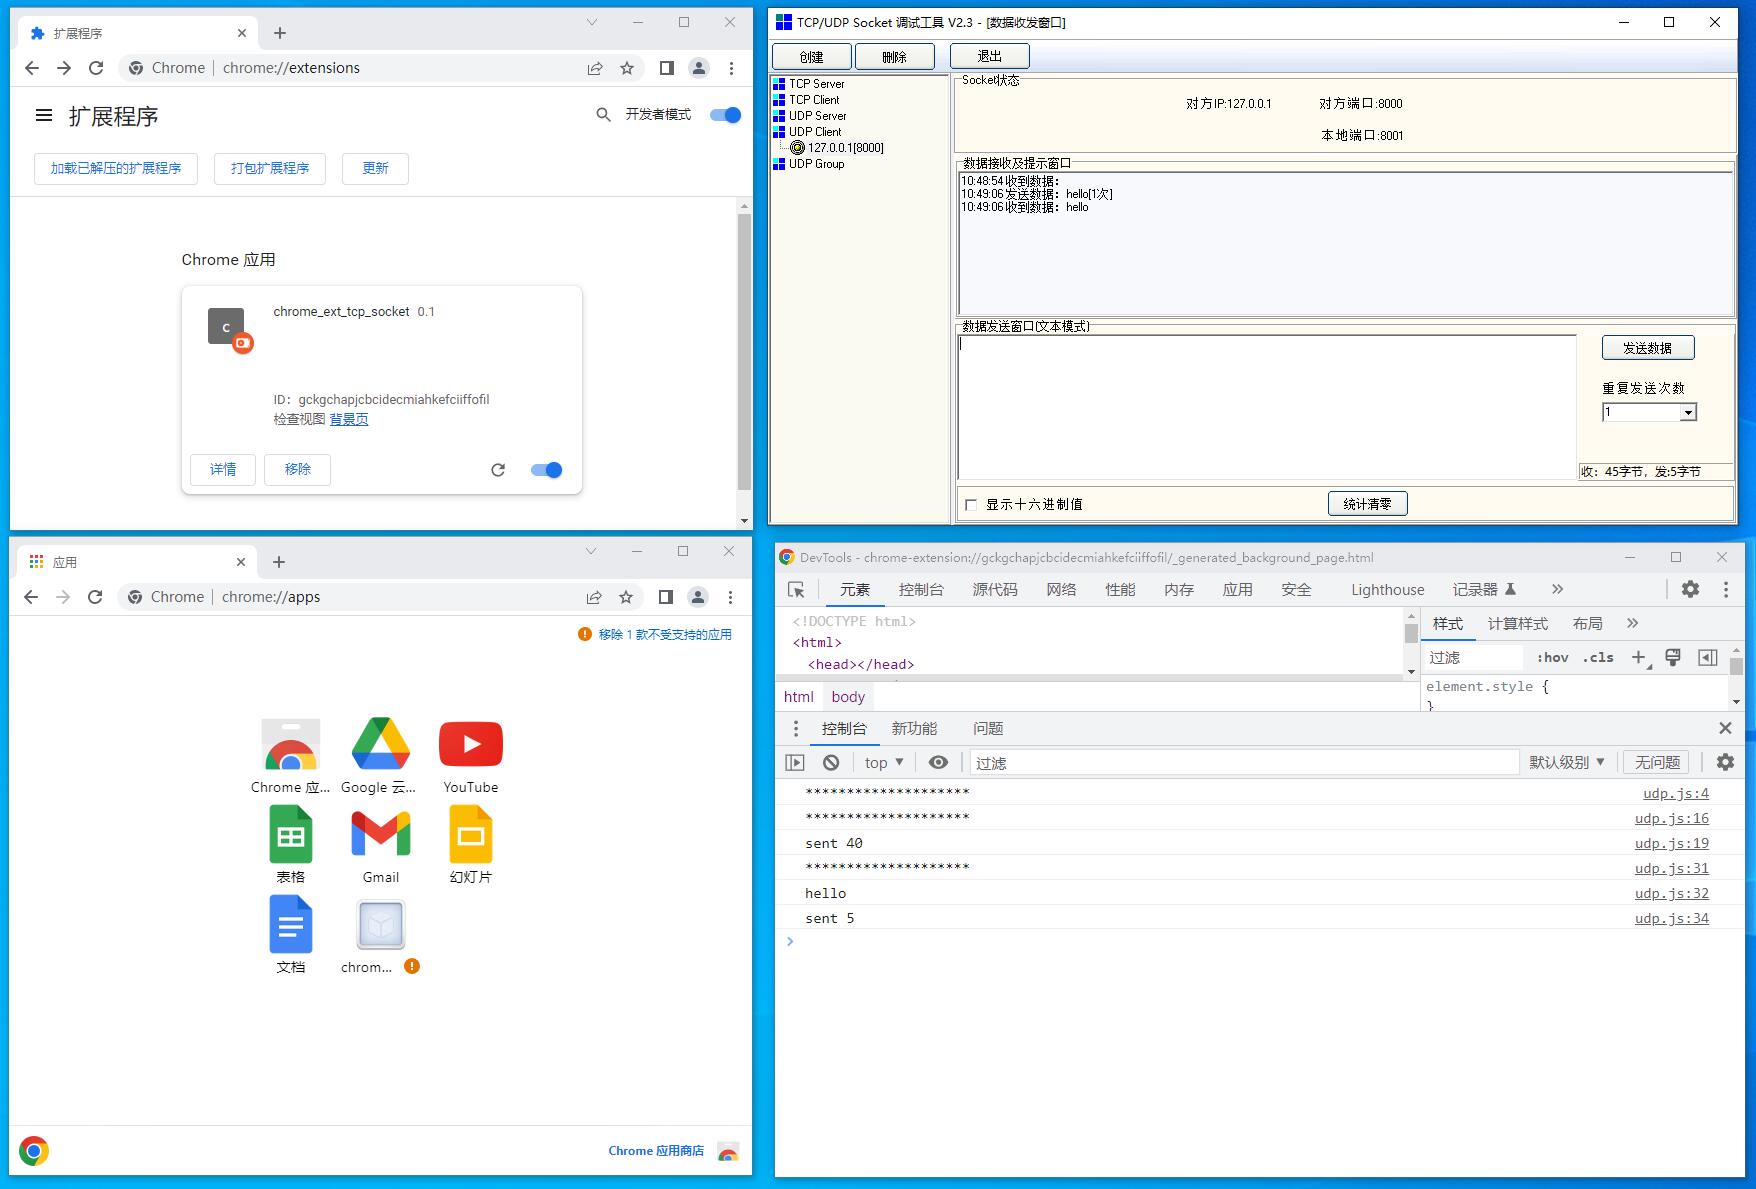 扩展程序
Chrome | chrome://extensions
扩展程序
开发者模式
加载已解压的扩展程序
打包扩展程序
更新
Chrome 应用
C
chrome_ext_tcp_socket 0.1
ID: gckgchapjcbcidecmiahkefciiffofil
检查视图 背景页
详情
移除
TCP/UDP Socket 调试工具 V2.3 - [数据收发窗口]
创建
删除
退出
TCP Server
TCP Client
UDP Server
UDP Client
127.0.0.1[8000]
UDP Group
Socket状态
对方IP:127.0.0.1
对方端口:8000
本地端口:8001
数据接收及提示窗口
10:48:54 收到数据：
10:49:06 发送数据：hello[1次]
10:49:06 收到数据：hello
数据发送窗口(文本模式)
发送数据
重复发送次数
1
收：45字节，发:5字节
显示十六进制值
统计清零
应用
Chrome | chrome://apps
移除 1 款不受支持的应用
Chrome 应...
Google 云...
YouTube
表格
Gmail
幻灯片
文档
chrom...
Chrome 应用商店
DevTools - chrome-extension://gckgchapjcbcidecmiahkefciiffofil/_generated_background_page.html
元素
控制台
源代码
网络
性能
内存
应用
安全
Lighthouse
记录器
<!DOCTYPE html>
<html>
<head></head>
html
body
样式
计算样式
布局
过滤
:hov
.cls
element.style {
}
控制台
新功能
问题
top
过滤
默认级别
无问题
******************** udp.js:4
******************** udp.js:16
sent 40 udp.js:19
******************** udp.js:31
hello udp.js:32
sent 5 udp.js:34